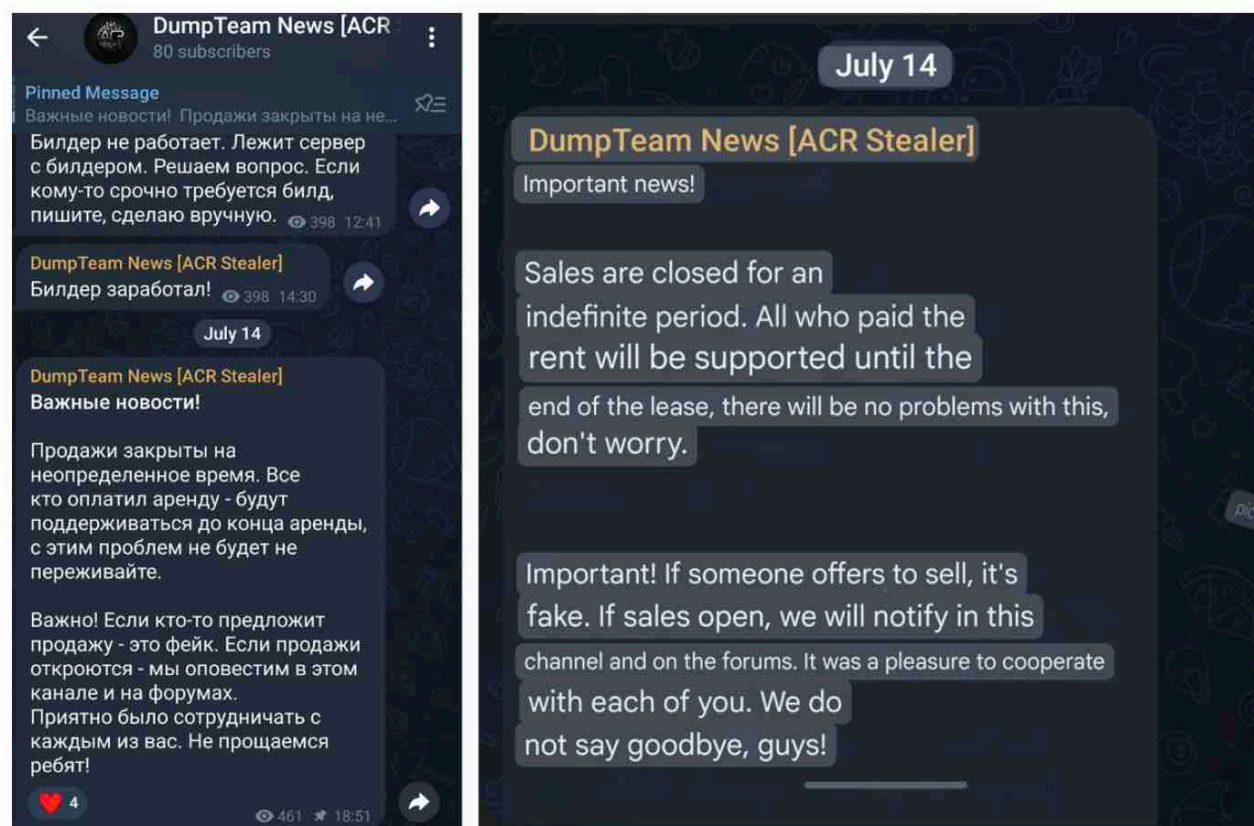 DumpTeam News [ACR
80 subscribers
Pinned Message
Важные новости! Продажи закрыты на не...
Билдер не работает. Лежит сервер
с билдером. Решаем вопрос. Если
кому-то срочно требуется билд,
пишите, сделаю вручную. 398 12:41
DumpTeam News [ACR Stealer]
Билдер заработал! 398 14:30
July 14
DumpTeam News [ACR Stealer]
Важные новости!
Продажи закрыты на
неопределенное время. Все
кто оплатил аренду - будут
поддерживаться до конца аренды,
с этим проблем не будет не
переживайте.
Важно! Если кто-то предложит
продажу - это фейк. Если продажи
откроются - мы оповестим в этом
канале и на форумах.
Приятно было сотрудничать с
каждым из вас. Не прощаемся
ребят!
4
461 18:51
July 14
DumpTeam News [ACR Stealer]
Important news!
Sales are closed for an
indefinite period. All who paid the
rent will be supported until the
end of the lease, there will be no problems with this,
don't worry.
Important! If someone offers to sell, it's
fake. If sales open, we will notify in this
channel and on the forums. It was a pleasure to cooperate
with each of you. We do
not say goodbye, guys!